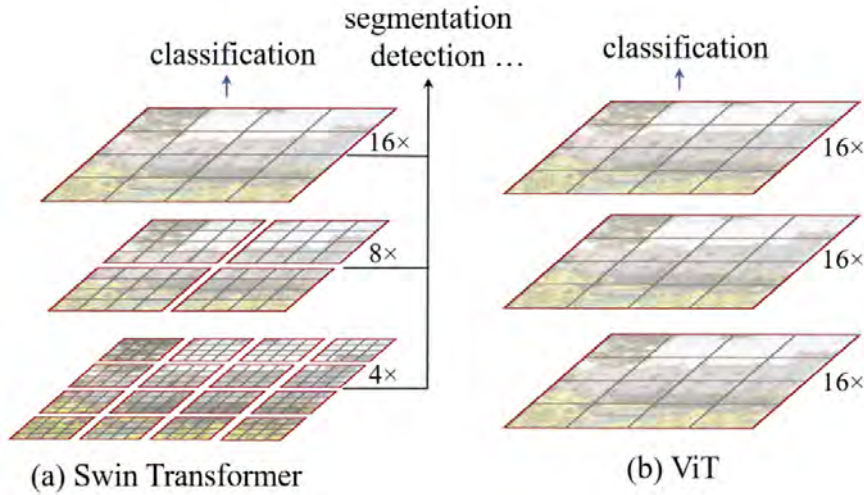 segmentation
classification
detection ...
classification
16×
16×
8×
16×
4×
16×
(a) Swin Transformer
(b) ViT